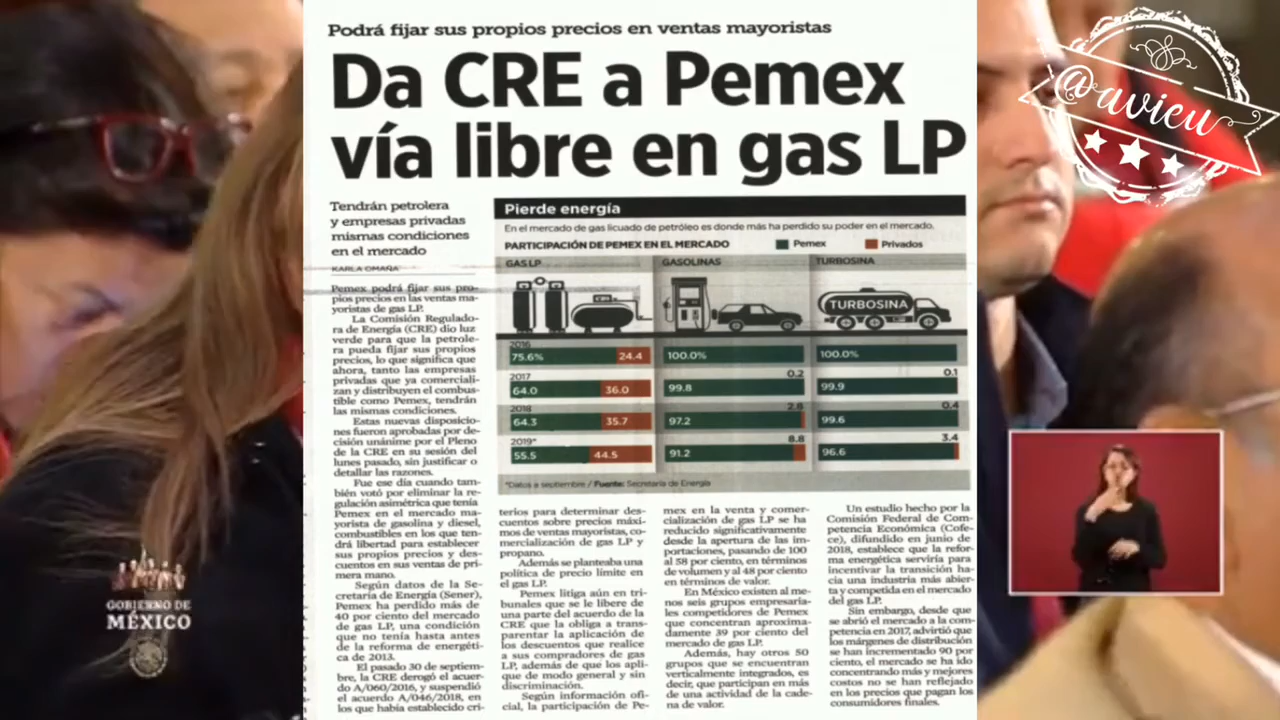 Podrá fijar sus propios precios en ventas mayoristas
Da CRE a Pemex
vía libre en gas LP
Tendrán petrolera
y empresas privadas
mismas condiciones
en el mercado
KARLA OMAÑA
Pemex podrá fijar sus pro-
pios precios en las ventas ma-
yoristas de gas LP.
La Comisión Regulado-
ra de Energía (CRE) dio luz
verde para que la petrole-
ra pueda fijar sus propios
precios, lo que significa que
ahora, tanto las empresas
privadas que ya comerciali-
zan y distribuyen el combus-
tible como Pemex, tendrán
las mismas condiciones.
Estas nuevas disposicio-
nes fueron aprobadas por de-
cisión unánime por el Pleno
de la CRE en su sesión del
lunes pasado, sin justificar o
detallar las razones.
Fue ese día cuando tam-
bién votó por eliminar la re-
gulación asimétrica que tenía
Pemex en el mercado ma-
yorista de gasolina y diesel,
combustibles en los que ten-
drá libertad para establecer
sus propios precios y des-
cuentos en sus ventas de pri-
mera mano.
Según datos de la Se-
cretaría de Energía (Sener),
Pemex ha perdido más de
40 por ciento del mercado
de gas LP, una condición
que no tenía hasta antes
de la reforma de energéti-
ca de 2013.
El pasado 30 de septiem-
bre, la CRE derogó el acuer-
do A/060/2016, y suspendió
el acuerdo A/046/2018, en
los que había establecido cri-
Pierde energía
En el mercado de gas licuado de petróleo es donde más ha perdido su poder en el mercado.
PARTICIPACIÓN DE PEMEX EN EL MERCADO
Pemex
Privados
GAS LP
GASOLINAS
TURBOSINA
TURBOSINA
2016
75.6% 24.4
100.0%
100.0%
2017
0.2
0.1
64.0 36.0
99.8
99.9
2018
2.8
0.4
64.3 35.7
97.2
99.6
2019*
8.8
3.4
55.5 44.5
91.2
96.6
*Datos a septiembre / Fuente: Secretaría de Energía
terios para determinar des-
cuentos sobre precios máxi-
mos de ventas mayoristas, co-
mercialización de gas LP y
propano.
Además se planteaba una
política de precio límite en
el gas LP.
Pemex litiga aún en tri-
bunales que se le libere de
una parte del acuerdo de la
CRE que la obliga a trans-
parentar la aplicación de
los descuentos que realice
a sus compradores de gas
LP, además de que los apli-
que de modo general y sin
discriminación.
Según información ofi-
cial, la participación de Pe-
mex en la venta y comer-
cialización de gas LP se ha
reducido significativamente
desde la apertura de las im-
portaciones, pasando de 100
al 58 por ciento, en términos
de volumen y al 48 por ciento
en términos de valor.
En México existen al me-
nos seis grupos empresaria-
les competidores de Pemex
que concentran aproxima-
damente 39 por ciento del
mercado de gas LP.
Además, hay otros 50
grupos que se encuentran
verticalmente integrados, es
decir, que participan en más
de una actividad de la cade-
na de valor.
Un estudio hecho por la
Comisión Federal de Com-
petencia Económica (Cofe-
ce), difundido en junio de
2018, establece que la refor-
ma energética serviría para
incentivar la transición ha-
cia una industria más abier-
ta y competida en el mercado
del gas LP.
Sin embargo, desde que
se abrió el mercado a la com-
petencia en 2017, advirtió que
los márgenes de distribución
se han incrementado 90 por
ciento, el mercado se ha ido
concentrando más y mejores
costos no se han reflejado
en los precios que pagan los
consumidores finales.
@avieu
GOBIERNO DE
MÉXICO